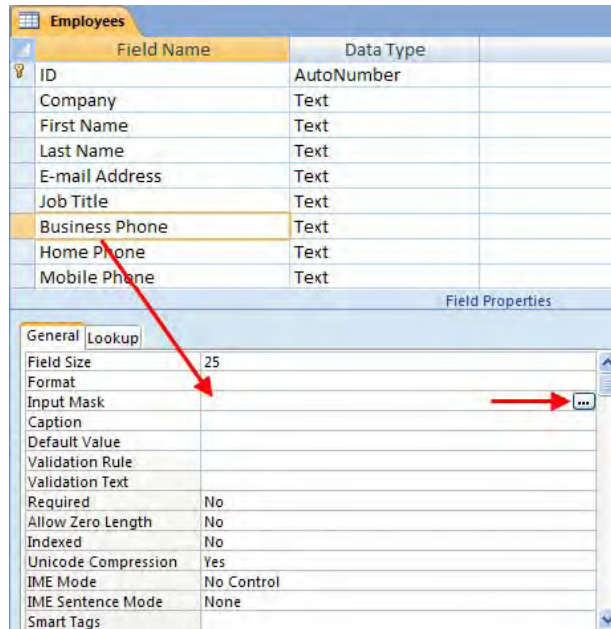 Employees
Field Name Data Type
ID AutoNumber
Company Text
First Name Text
Last Name Text
E-mail Address Text
Job Title Text
Business Phone Text
Home Phone Text
Mobile Phone Text
Field Properties
General Lookup
Field Size 25
Format
Input Mask ...
Caption
Default Value
Validation Rule
Validation Text
Required No
Allow Zero Length No
Indexed No
Unicode Compression Yes
IME Mode No Control
IME Sentence Mode None
Smart Tags